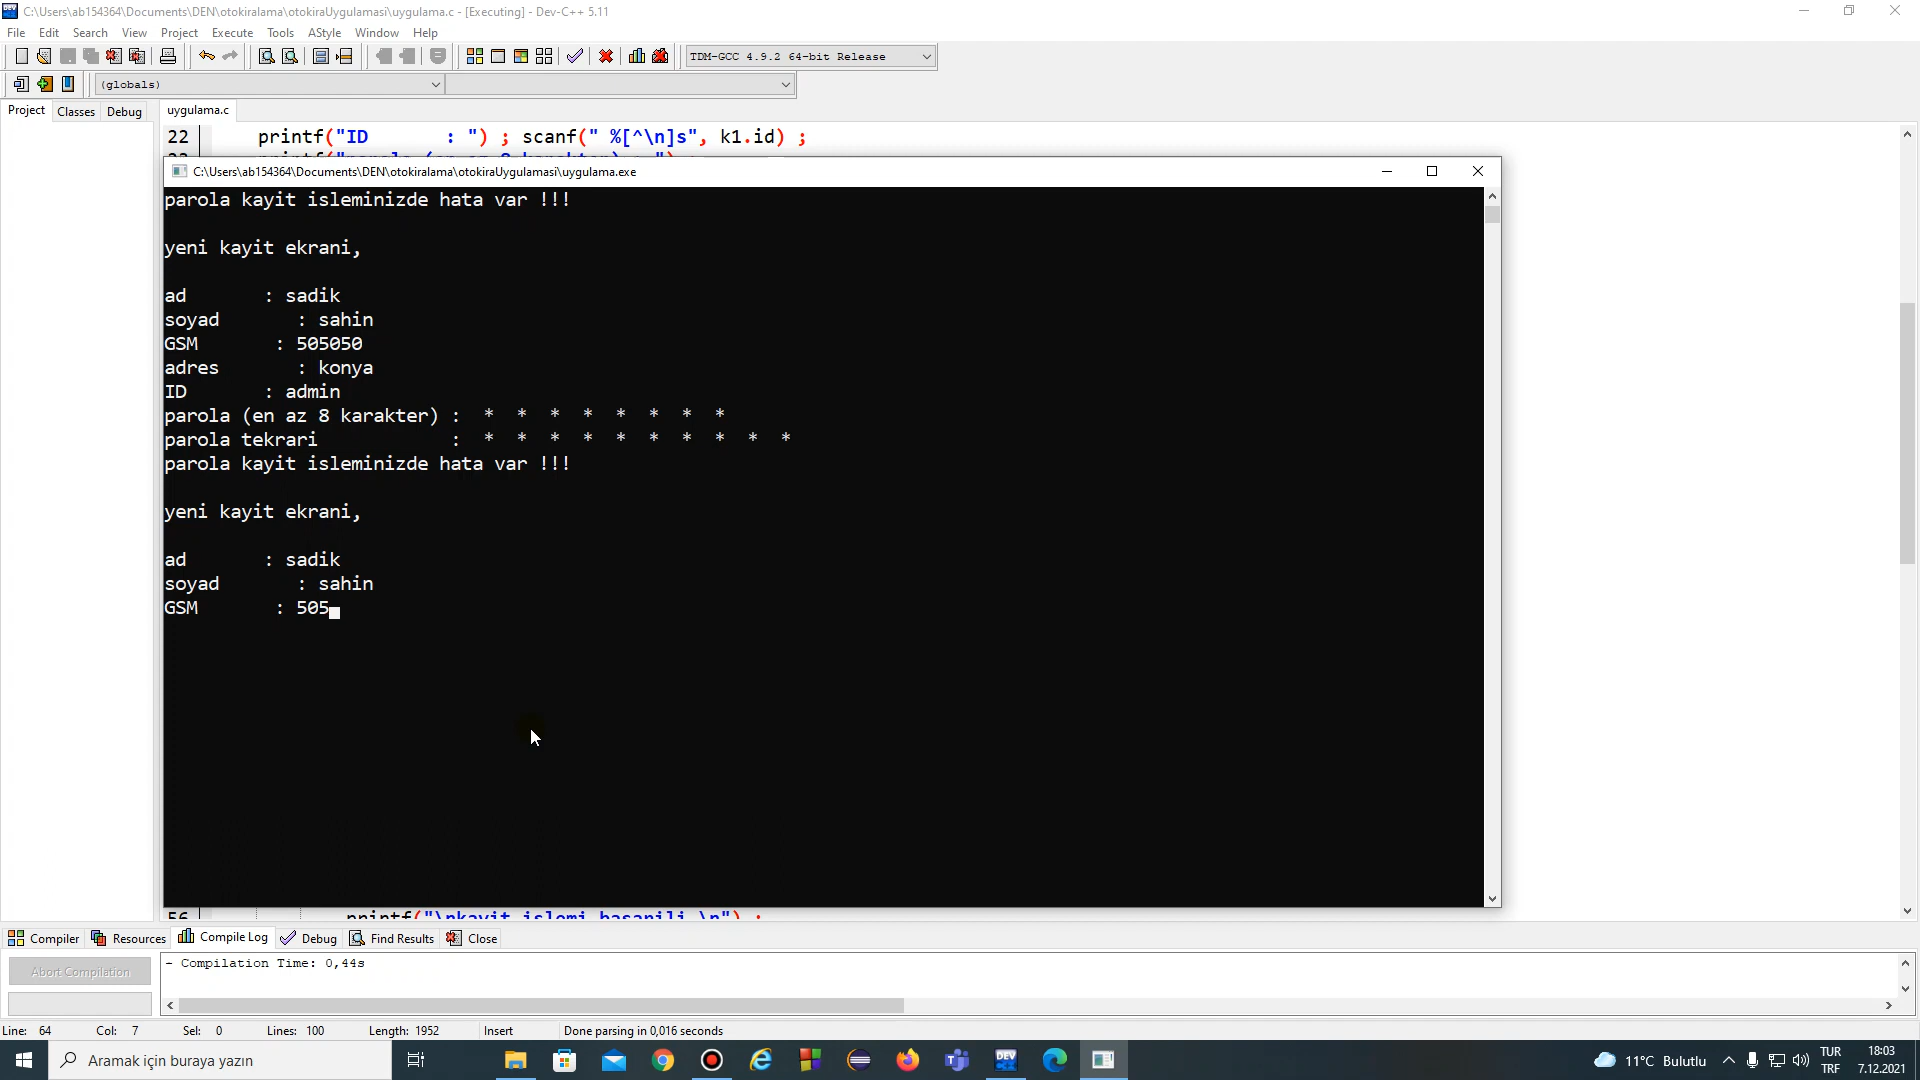 C:\Users\ab154364\Documents\DEN\otokiralama\otokiraUygulamasi\uygulama.c - [Executing] - Dev-C++ 5.11
File Edit Search View Project Execute Tools AStyle Window Help
TDM-GCC 4.9.2 64-bit Release
(globals)
Project Classes Debug uygulama.c
22 printf("ID : ") ; scanf(" %[^\n]s", k1.id) ;
C:\Users\ab154364\Documents\DEN\otokiralama\otokiraUygulamasi\uygulama.exe
parola kayit isleminizde hata var !!!
yeni kayit ekrani,
ad : sadik
soyad : sahin
GSM : 505050
adres : konya
ID : admin
parola (en az 8 karakter) : * * * * * * * *
parola tekrari : * * * * * * * * * *
parola kayit isleminizde hata var !!!
yeni kayit ekrani,
ad : sadik
soyad : sahin
GSM : 505
56 printf("\nkayit islemi basarili \n") ;
Compiler Resources Compile Log Debug Find Results Close
Abort Compilation
- Compilation Time: 0,44s
Line: 64 Col: 7 Sel: 0 Lines: 100 Length: 1952 Insert Done parsing in 0,016 seconds
Aramak için buraya yazın
DEV
11°C Bulutlu
TUR
TRF
18:03
7.12.2021